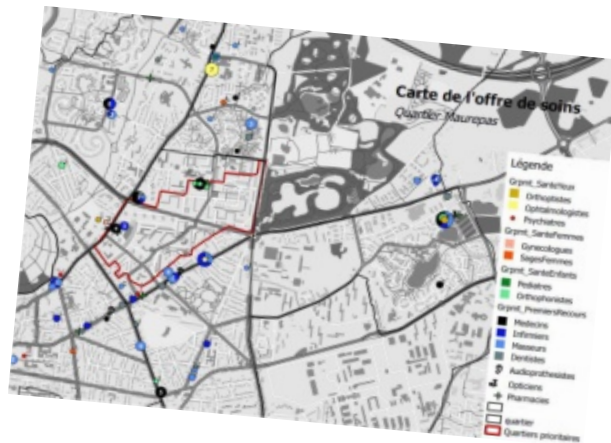 Carte de l'offre de soins
Quartier Maurepas
Légende
Grpmt_SanteYeux
Orthoptistes
Ophtalmologistes
Psychiatres
Grpmt_SanteFemmes
Gynecologues
SagesFemmes
Grpmt_SanteEnfants
Pediatres
Orthophonistes
Grpmt_PremiersRecours
Medecins
Infirmiers
Masseurs
Dentistes
Audioprothesistes
Opticiens
Pharmacies
quartier
Quartiers prioritaires